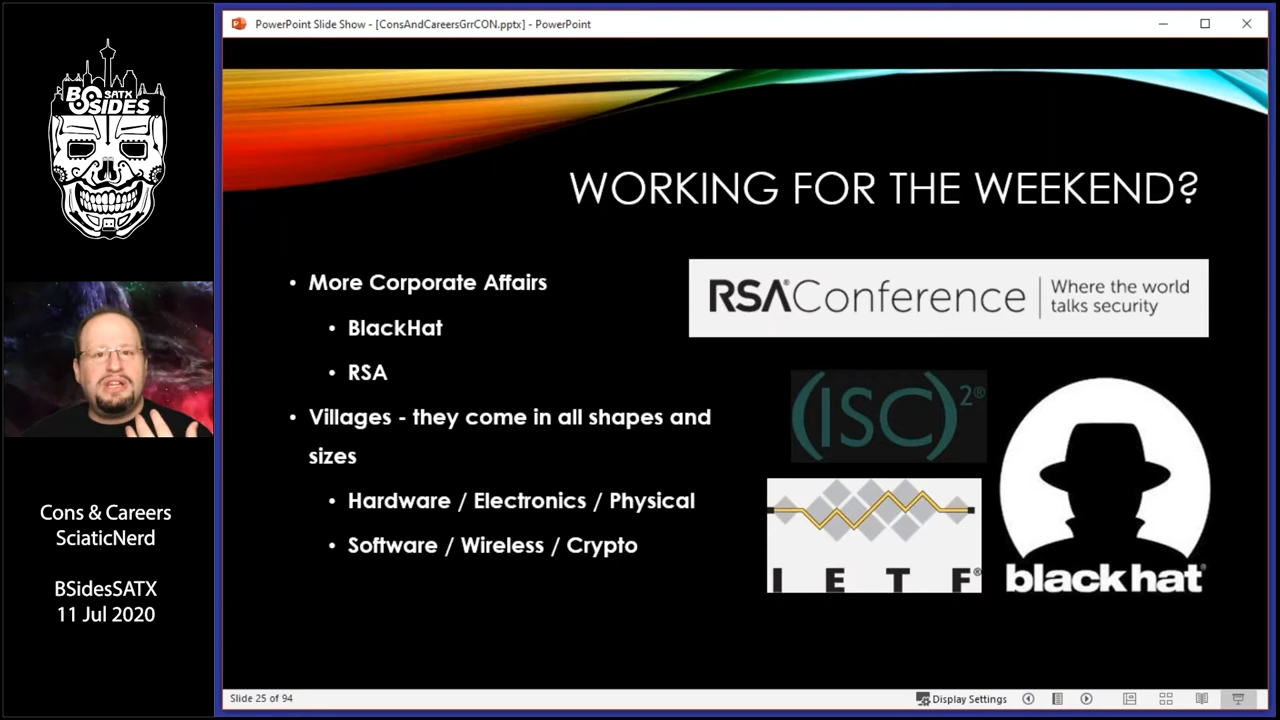 PowerPoint Slide Show - [ConsAndCareersGrrCON.pptx] - PowerPoint
BSIDES
SATX
WORKING FOR THE WEEKEND?
• More Corporate Affairs
• BlackHat
• RSA
• Villages - they come in all shapes and
sizes
• Hardware / Electronics / Physical
• Software / Wireless / Crypto
RSA®Conference
Where the world
talks security
(ISC)²®
IETF®
black hat®
Cons & Careers
SciaticNerd
BSidesSATX
11 Jul 2020
Slide 25 of 94
Display Settings